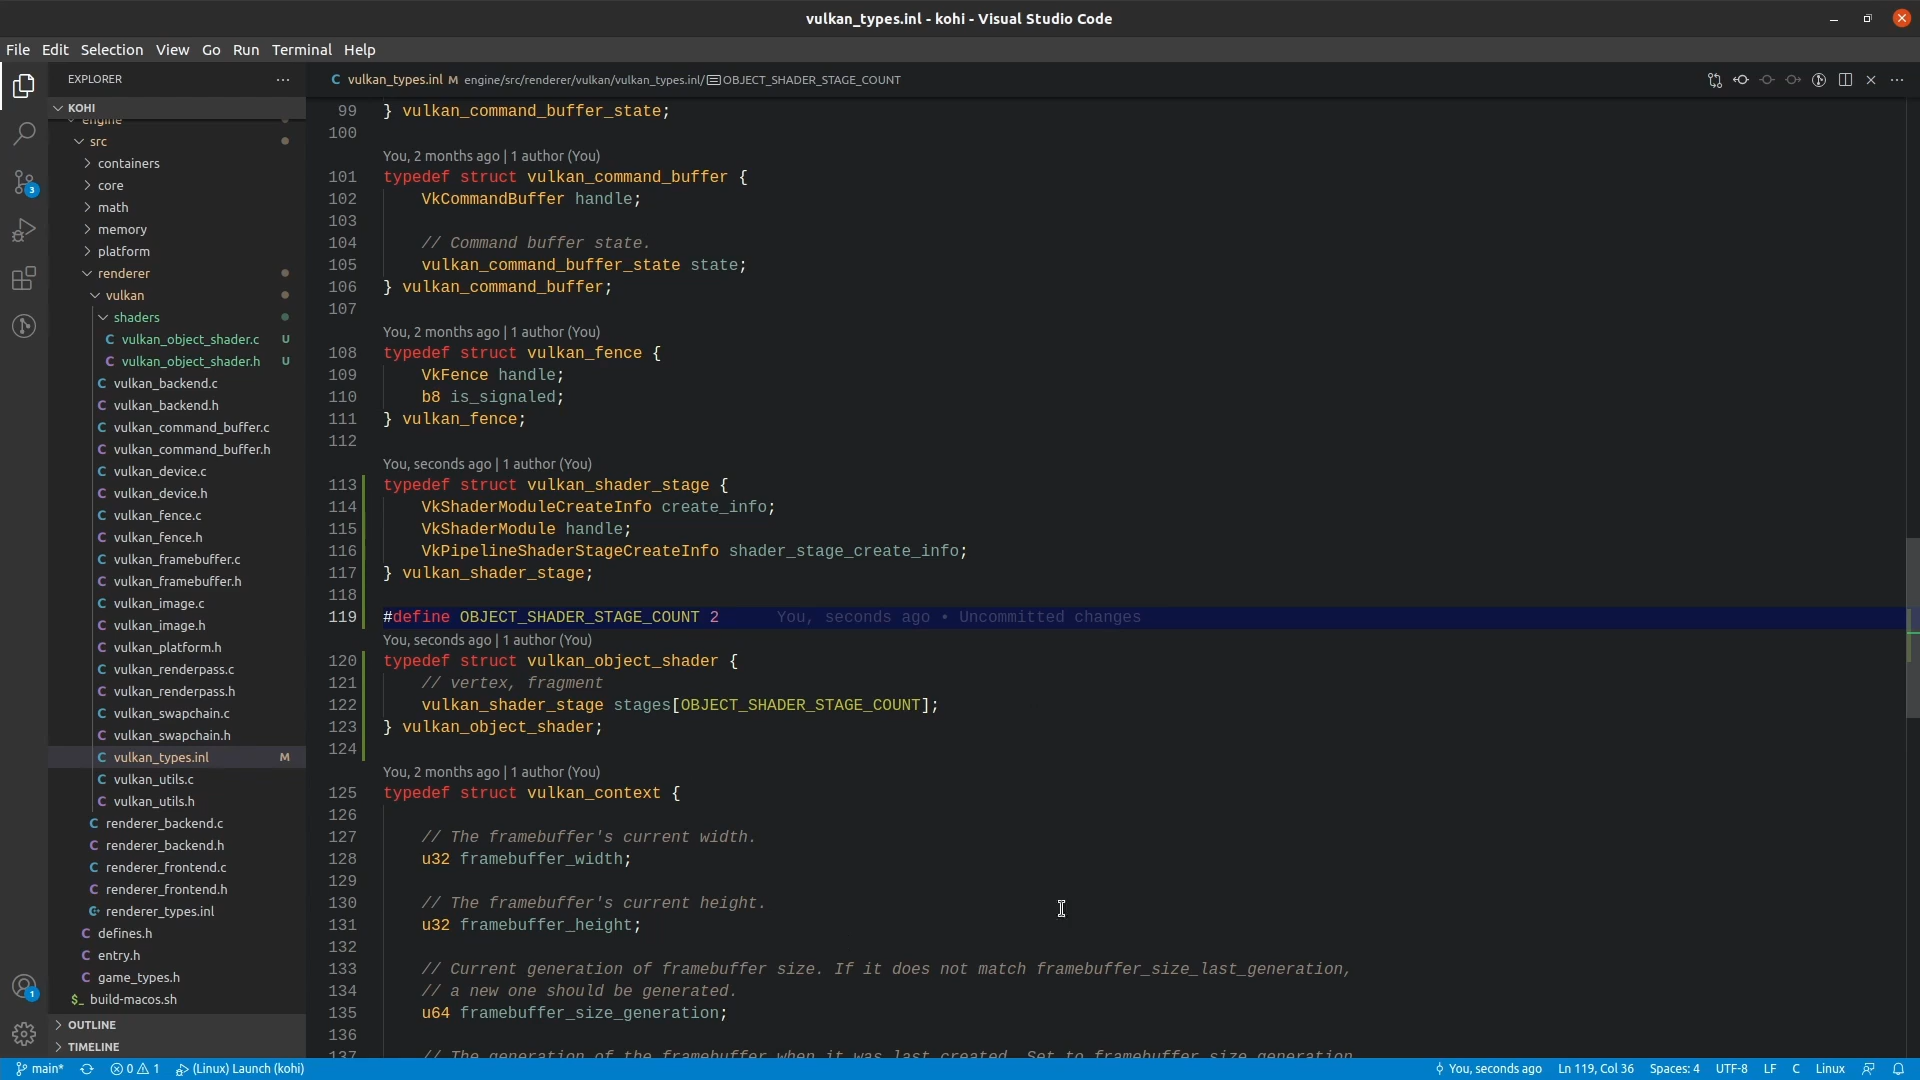 vulkan_types.inl - kohi - Visual Studio Code
File Edit Selection View Go Run Terminal Help
EXPLORER
KOHI
engine
src
containers
core
math
memory
platform
renderer
vulkan
shaders
vulkan_object_shader.c U
vulkan_object_shader.h U
vulkan_backend.c
vulkan_backend.h
vulkan_command_buffer.c
vulkan_command_buffer.h
vulkan_device.c
vulkan_device.h
vulkan_fence.c
vulkan_fence.h
vulkan_framebuffer.c
vulkan_framebuffer.h
vulkan_image.c
vulkan_image.h
vulkan_platform.h
vulkan_renderpass.c
vulkan_renderpass.h
vulkan_swapchain.c
vulkan_swapchain.h
vulkan_types.inl M
vulkan_utils.c
vulkan_utils.h
renderer_backend.c
renderer_backend.h
renderer_frontend.c
renderer_frontend.h
renderer_types.inl
defines.h
entry.h
game_types.h
build-macos.sh
OUTLINE
TIMELINE
3
1
vulkan_types.inl M engine/src/renderer/vulkan/vulkan_types.inl/ OBJECT_SHADER_STAGE_COUNT
99 } vulkan_command_buffer_state;
100
You, 2 months ago | 1 author (You)
101 typedef struct vulkan_command_buffer {
102 VkCommandBuffer handle;
103
104 // Command buffer state.
105 vulkan_command_buffer_state state;
106 } vulkan_command_buffer;
107
You, 2 months ago | 1 author (You)
108 typedef struct vulkan_fence {
109 VkFence handle;
110 b8 is_signaled;
111 } vulkan_fence;
112
You, seconds ago | 1 author (You)
113 typedef struct vulkan_shader_stage {
114 VkShaderModuleCreateInfo create_info;
115 VkShaderModule handle;
116 VkPipelineShaderStageCreateInfo shader_stage_create_info;
117 } vulkan_shader_stage;
118
119 #define OBJECT_SHADER_STAGE_COUNT 2 You, seconds ago • Uncommitted changes
You, seconds ago | 1 author (You)
120 typedef struct vulkan_object_shader {
121 // vertex, fragment
122 vulkan_shader_stage stages[OBJECT_SHADER_STAGE_COUNT];
123 } vulkan_object_shader;
124
You, 2 months ago | 1 author (You)
125 typedef struct vulkan_context {
126
127 // The framebuffer's current width.
128 u32 framebuffer_width;
129
130 // The framebuffer's current height.
131 u32 framebuffer_height;
132
133 // Current generation of framebuffer size. If it does not match framebuffer_size_last_generation,
134 // a new one should be generated.
135 u64 framebuffer_size_generation;
136
137 // The generation of the framebuffer when it was last created. Set to framebuffer_size_generation
main* 0 1 (Linux) Launch (kohi) You, seconds ago Ln 119, Col 36 Spaces: 4 UTF-8 LF C Linux